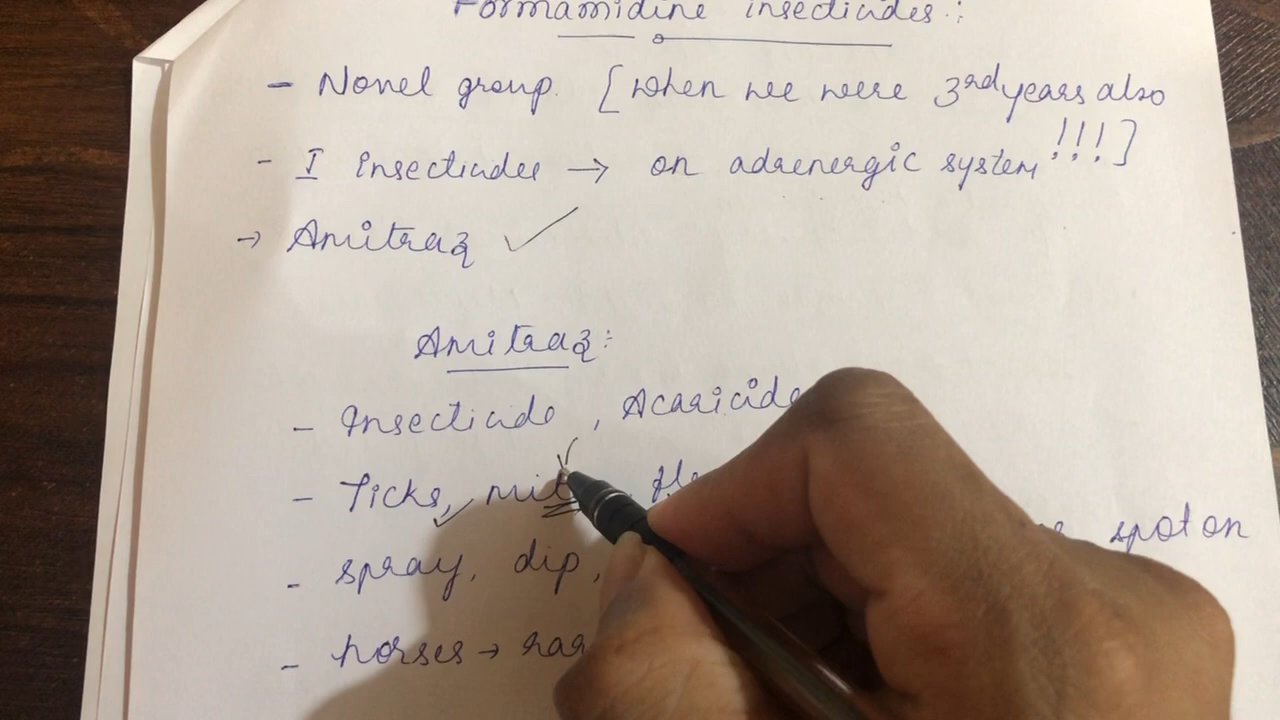 Formamidine insecticides :
- Novel group. [when we were 3rd years also !!!]
- I Insecticide → on adrenergic system
→ Amitraz ✓
Amitraz :
- Insecticide , Acaricide
- Ticks,
- spray, dip, spot on
- horses →